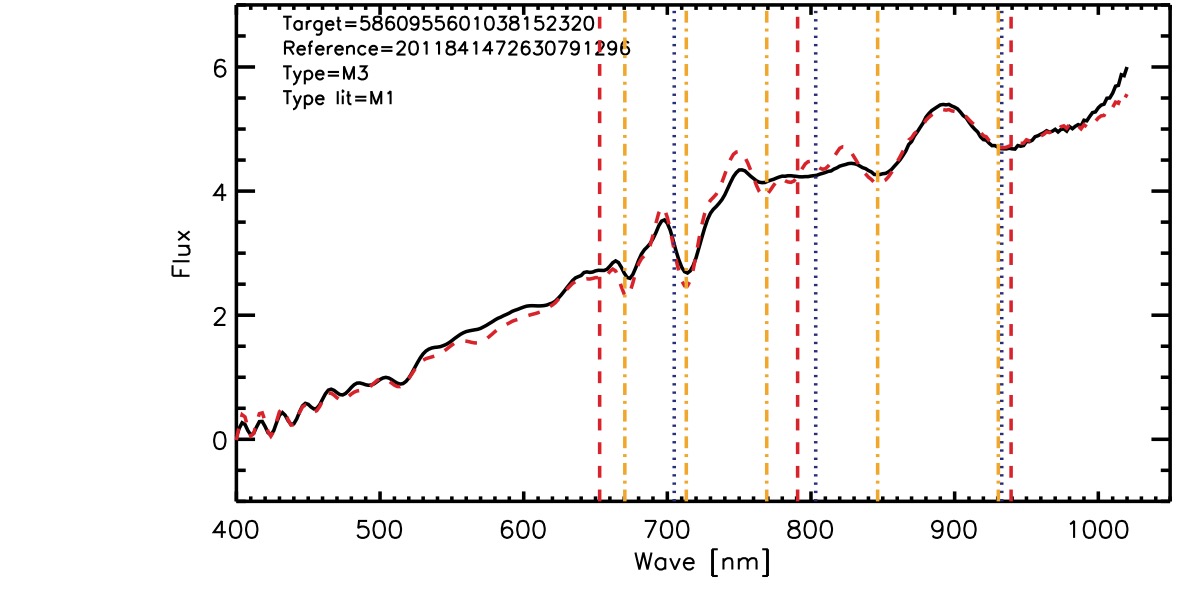 Target=5860955601038152320
Reference=2011841472630791296
Type=M3
Type lit=M1
6
4
2
0
Flux
400 500 600 700 800 900 1000
Wave [nm]